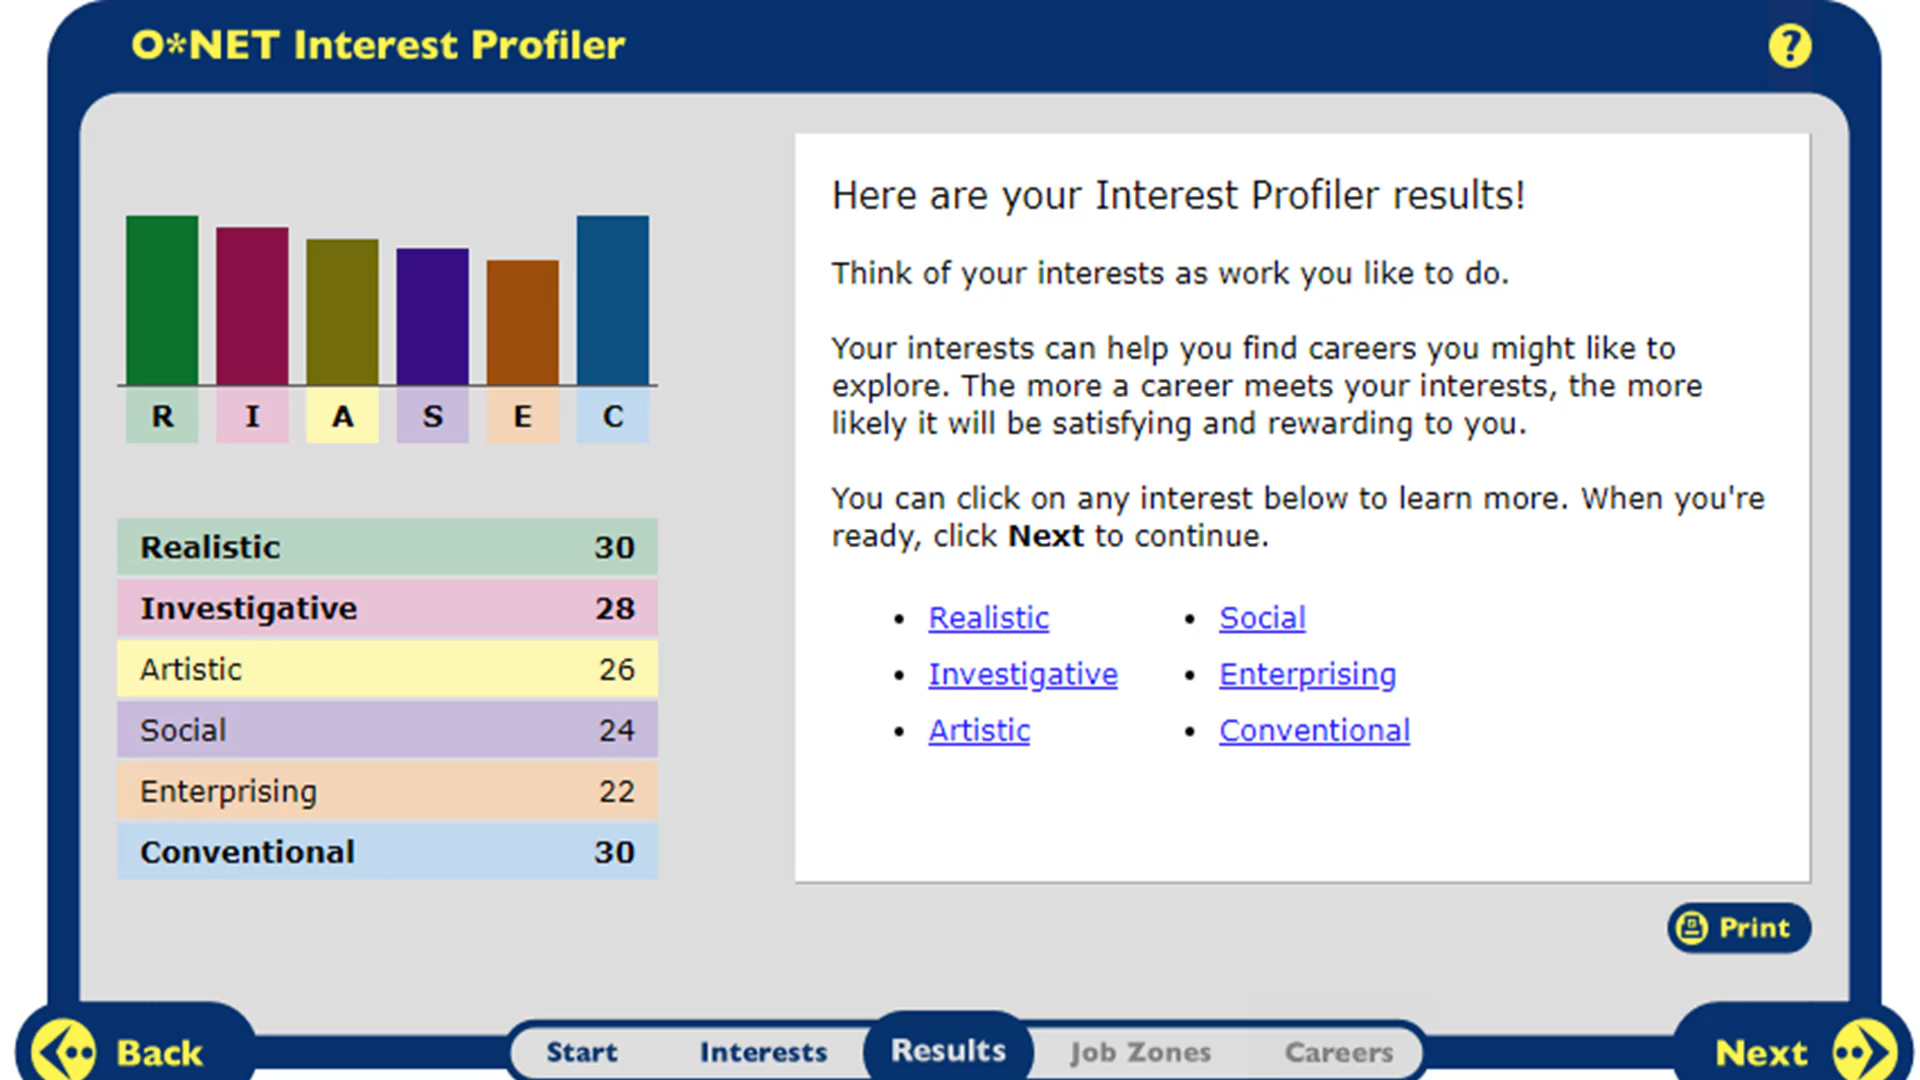 O*NET Interest Profiler
?
R I A S E C
Realistic 30
Investigative 28
Artistic 26
Social 24
Enterprising 22
Conventional 30
Here are your Interest Profiler results!
Think of your interests as work you like to do.
Your interests can help you find careers you might like to
explore. The more a career meets your interests, the more
likely it will be satisfying and rewarding to you.
You can click on any interest below to learn more. When you're
ready, click Next to continue.
• Realistic • Social
• Investigative • Enterprising
• Artistic • Conventional
Print
Back Start Interests Results Job Zones Careers Next